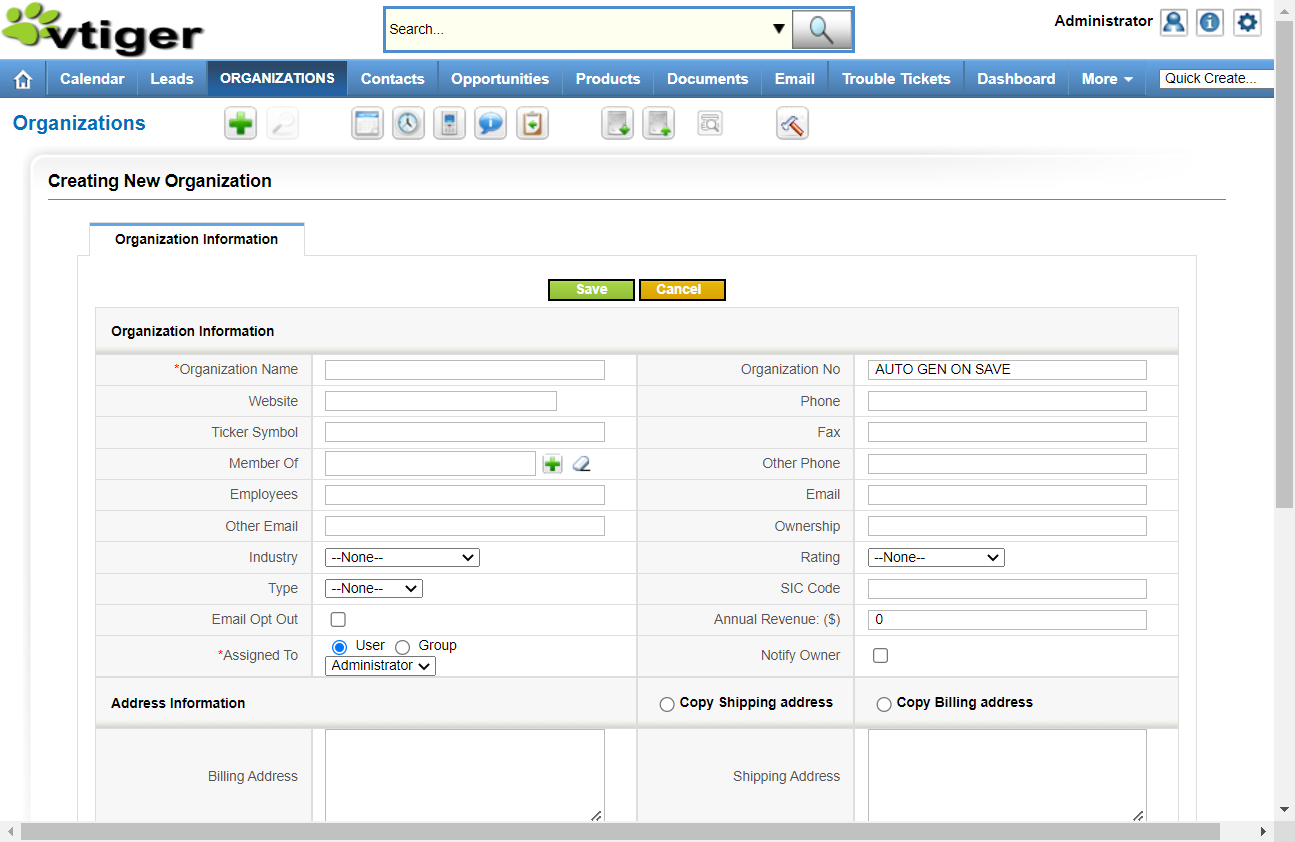 vtiger
Search...
Administrator
Calendar Leads ORGANIZATIONS Contacts Opportunities Products Documents Email Trouble Tickets Dashboard More Quick Create...
Organizations
Creating New Organization
Organization Information
Save Cancel
Organization Information
*Organization Name Organization No AUTO GEN ON SAVE
Website Phone
Ticker Symbol Fax
Member Of Other Phone
Employees Email
Other Email Ownership
Industry --None-- Rating --None--
Type --None-- SIC Code
Email Opt Out Annual Revenue: ($) 0
*Assigned To User Group Notify Owner
Administrator
Address Information Copy Shipping address Copy Billing address
Billing Address Shipping Address